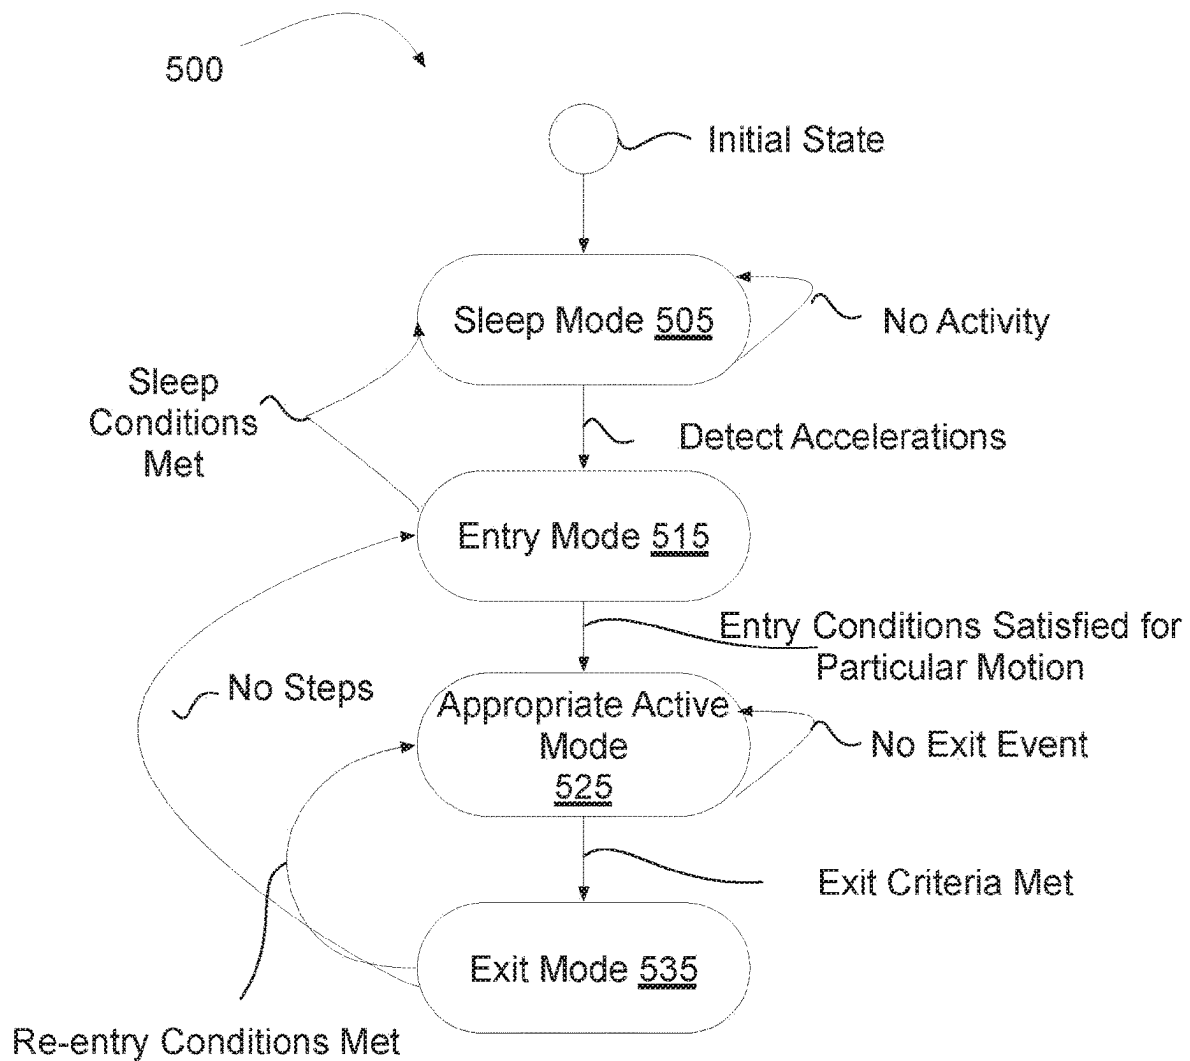 500
Initial State
Sleep Mode 505
No Activity
Sleep
Conditions
Met
Detect Accelerations
Entry Mode 515
Entry Conditions Satisfied for
Particular Motion
No Steps
Appropriate Active
Mode
525
No Exit Event
Exit Criteria Met
Exit Mode 535
Re-entry Conditions Met